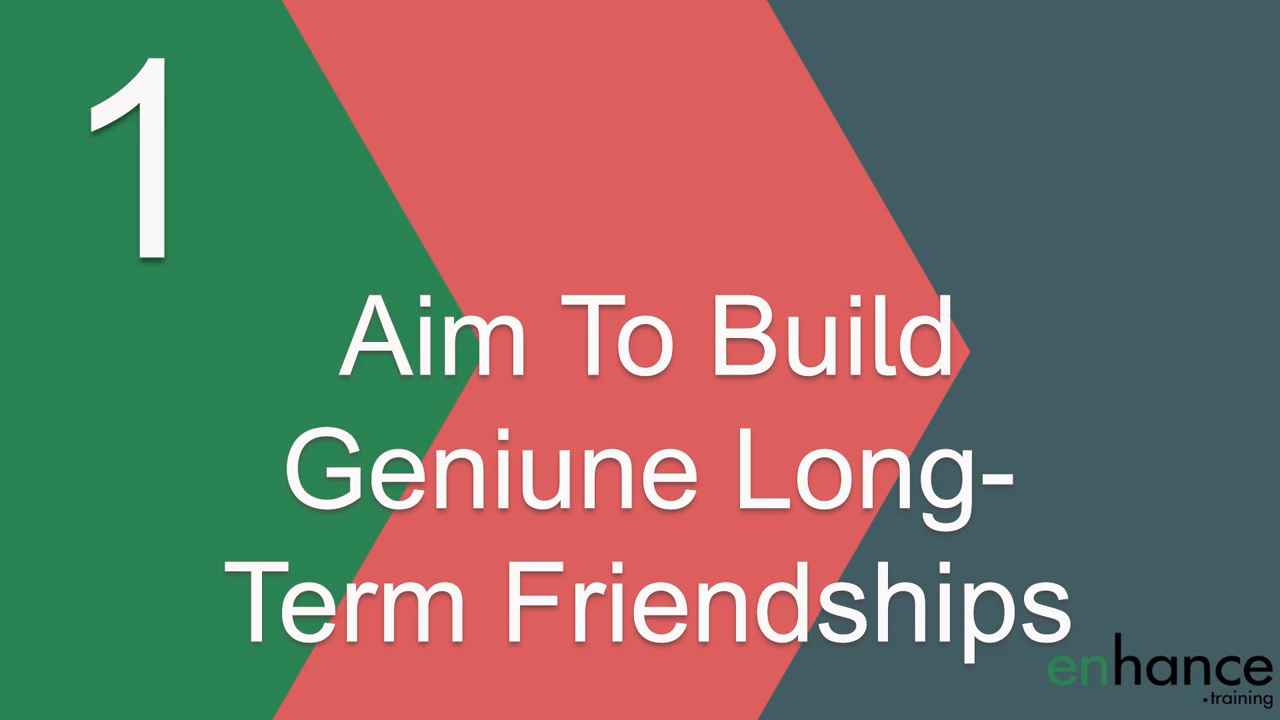 1
Aim To Build
Geniune Long-
Term Friendships
enhance
•training